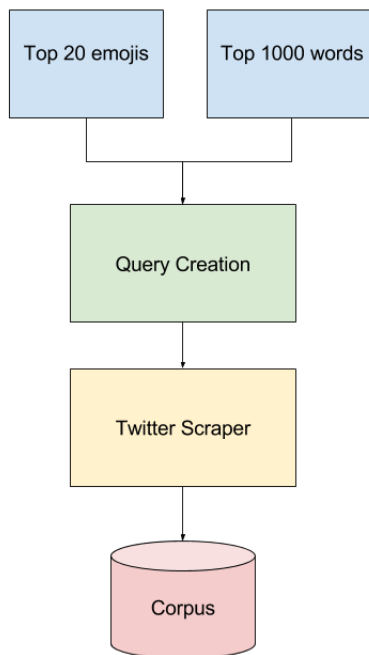 Top 20 emojis
Top 1000 words
Query Creation
Twitter Scraper
Corpus